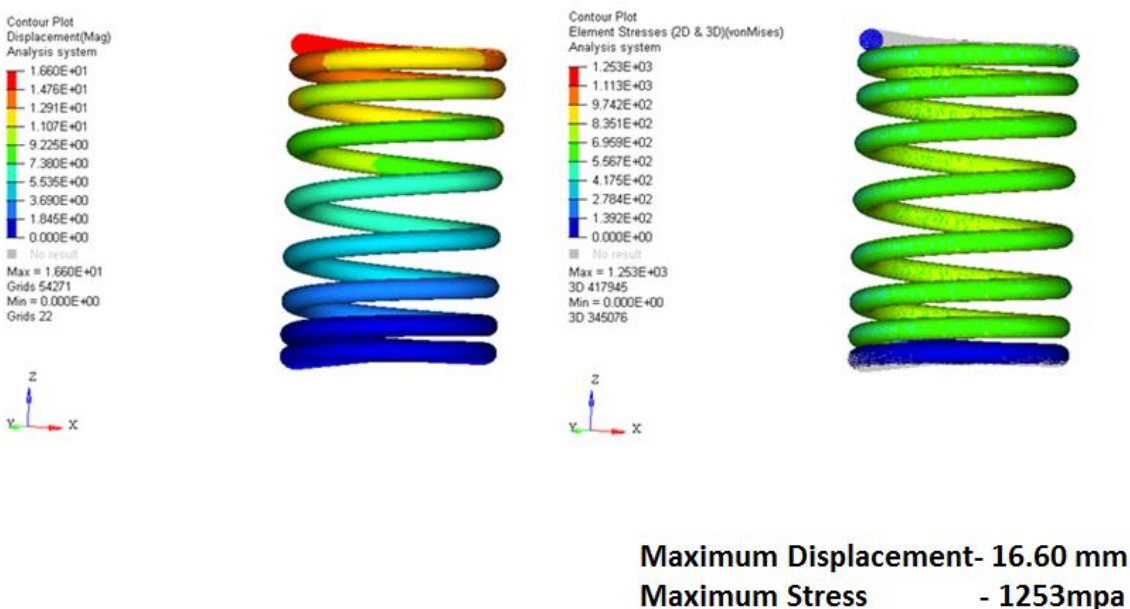 Contour Plot
Displacement(Mag)
Analysis system
1.660E+01
1.476E+01
1.291E+01
1.107E+01
9.225E+00
7.380E+00
5.535E+00
3.690E+00
1.845E+00
0.000E+00
No result
Max = 1.660E+01
Grids 54271
Min = 0.000E+00
Grids 22
Z
Y X
Contour Plot
Element Stresses (2D & 3D)(vonMises)
Analysis system
1.253E+03
1.113E+03
9.742E+02
8.351E+02
6.959E+02
5.567E+02
4.175E+02
2.784E+02
1.392E+02
0.000E+00
No result
Max = 1.253E+03
3D 417945
Min = 0.000E+00
3D 345076
Z
Y X
Maximum Displacement- 16.60 mm
Maximum Stress - 1253mpa